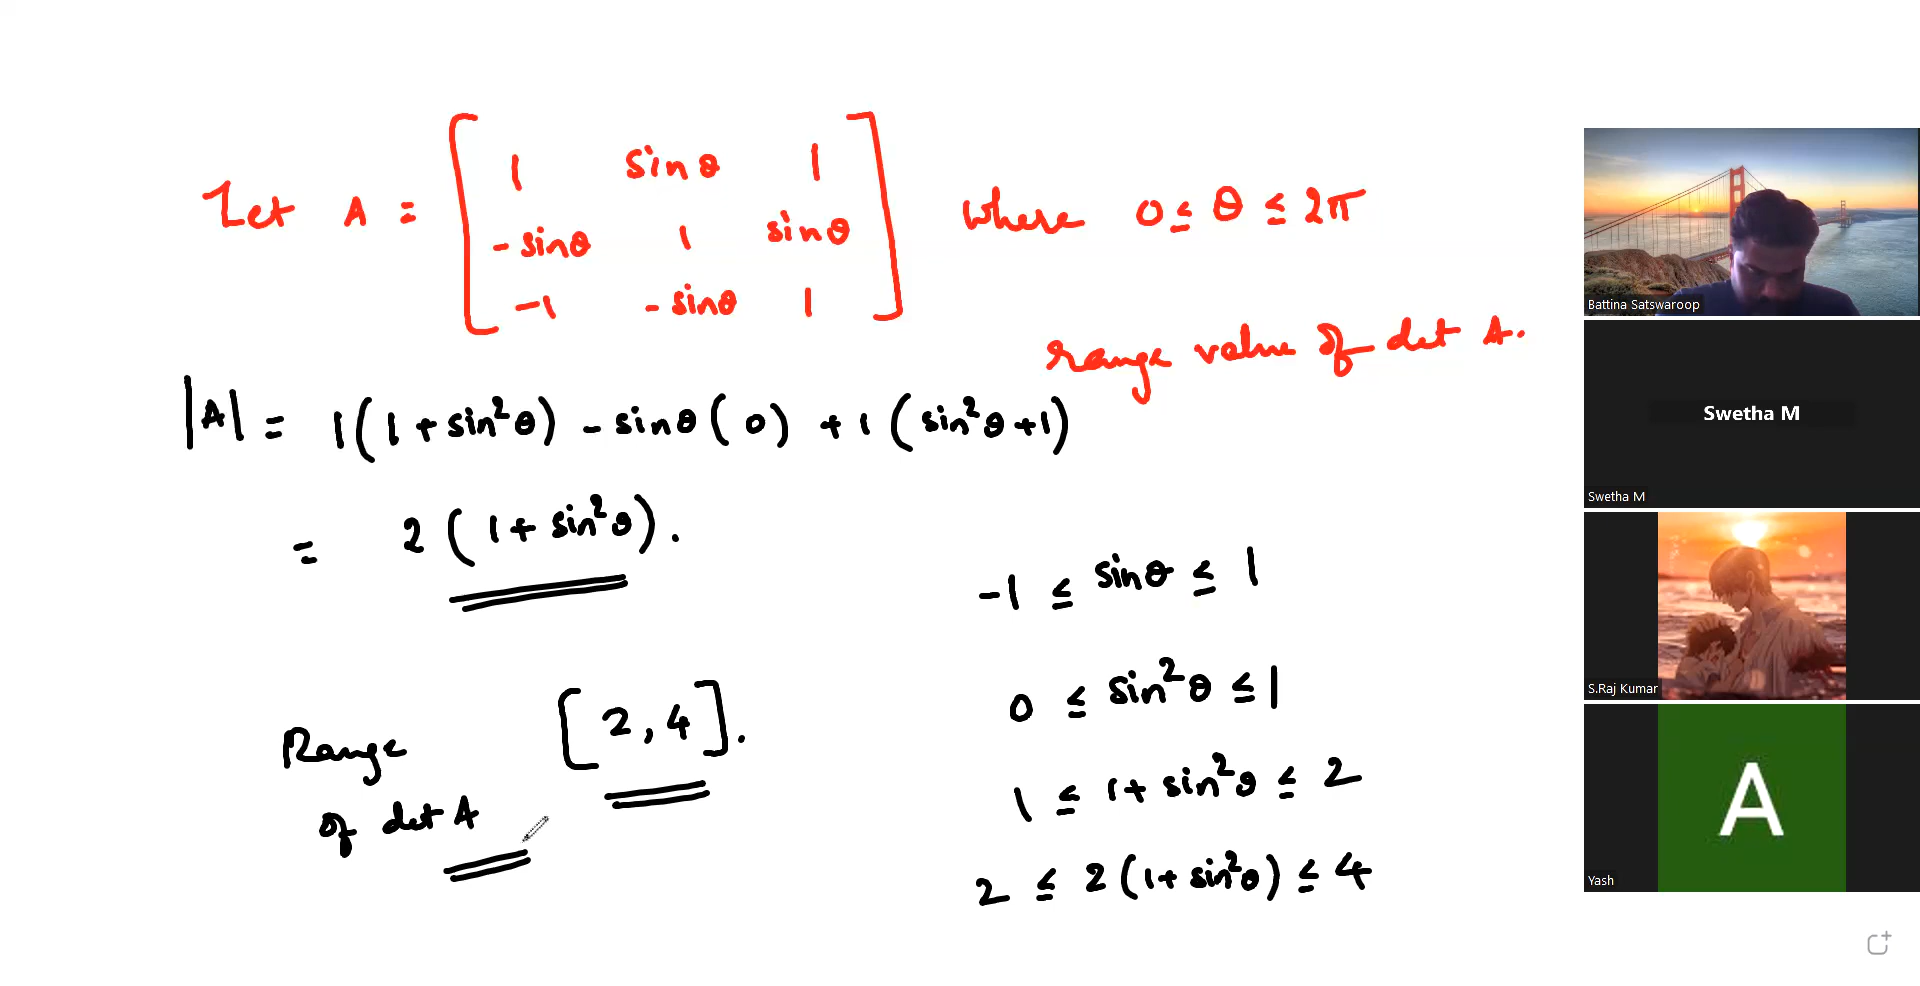 Let A = [ 1 sinθ 1
-sinθ 1 sinθ
-1 -sinθ 1 ] where 0 ≤ θ ≤ 2π
range value of det A.
|A| = 1(1+sin²θ) - sinθ(0) + 1(sin²θ+1)
= 2(1+sin²θ).
-1 ≤ sinθ ≤ 1
0 ≤ sin²θ ≤ 1
1 ≤ 1+sin²θ ≤ 2
2 ≤ 2(1+sin²θ) ≤ 4
Range of det A [2,4].
Battina Satswaroop
Swetha M
Swetha M
S.Raj Kumar
A
Yash